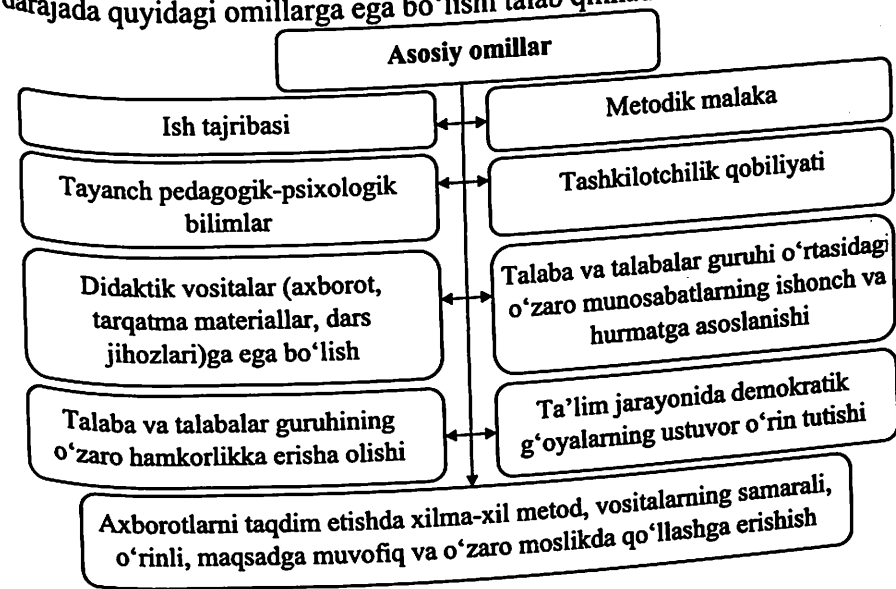 darajada quyidagi omillarga ega bo‘lishi talab
Asosiy omillar
Ish tajribasi
Metodik malaka
Tayanch pedagogik-psixologik
bilimlar
Tashkilotchilik qobiliyati
Didaktik vositalar (axborot,
tarqatma materiallar, dars
jihozlari)ga ega bo‘lish
Talaba va talabalar guruhi o‘rtasidagi
o‘zaro munosabatlarning ishonch va
hurmatga asoslanishi
Talaba va talabalar guruhining
o‘zaro hamkorlikka erisha olishi
Ta’lim jarayonida demokratik
g‘oyalarning ustuvor o‘rin tutishi
Axborotlarni taqdim etishda xilma-xil metod, vositalarning samarali,
o‘rinli, maqsadga muvofiq va o‘zaro moslikda qo‘llashga erishish